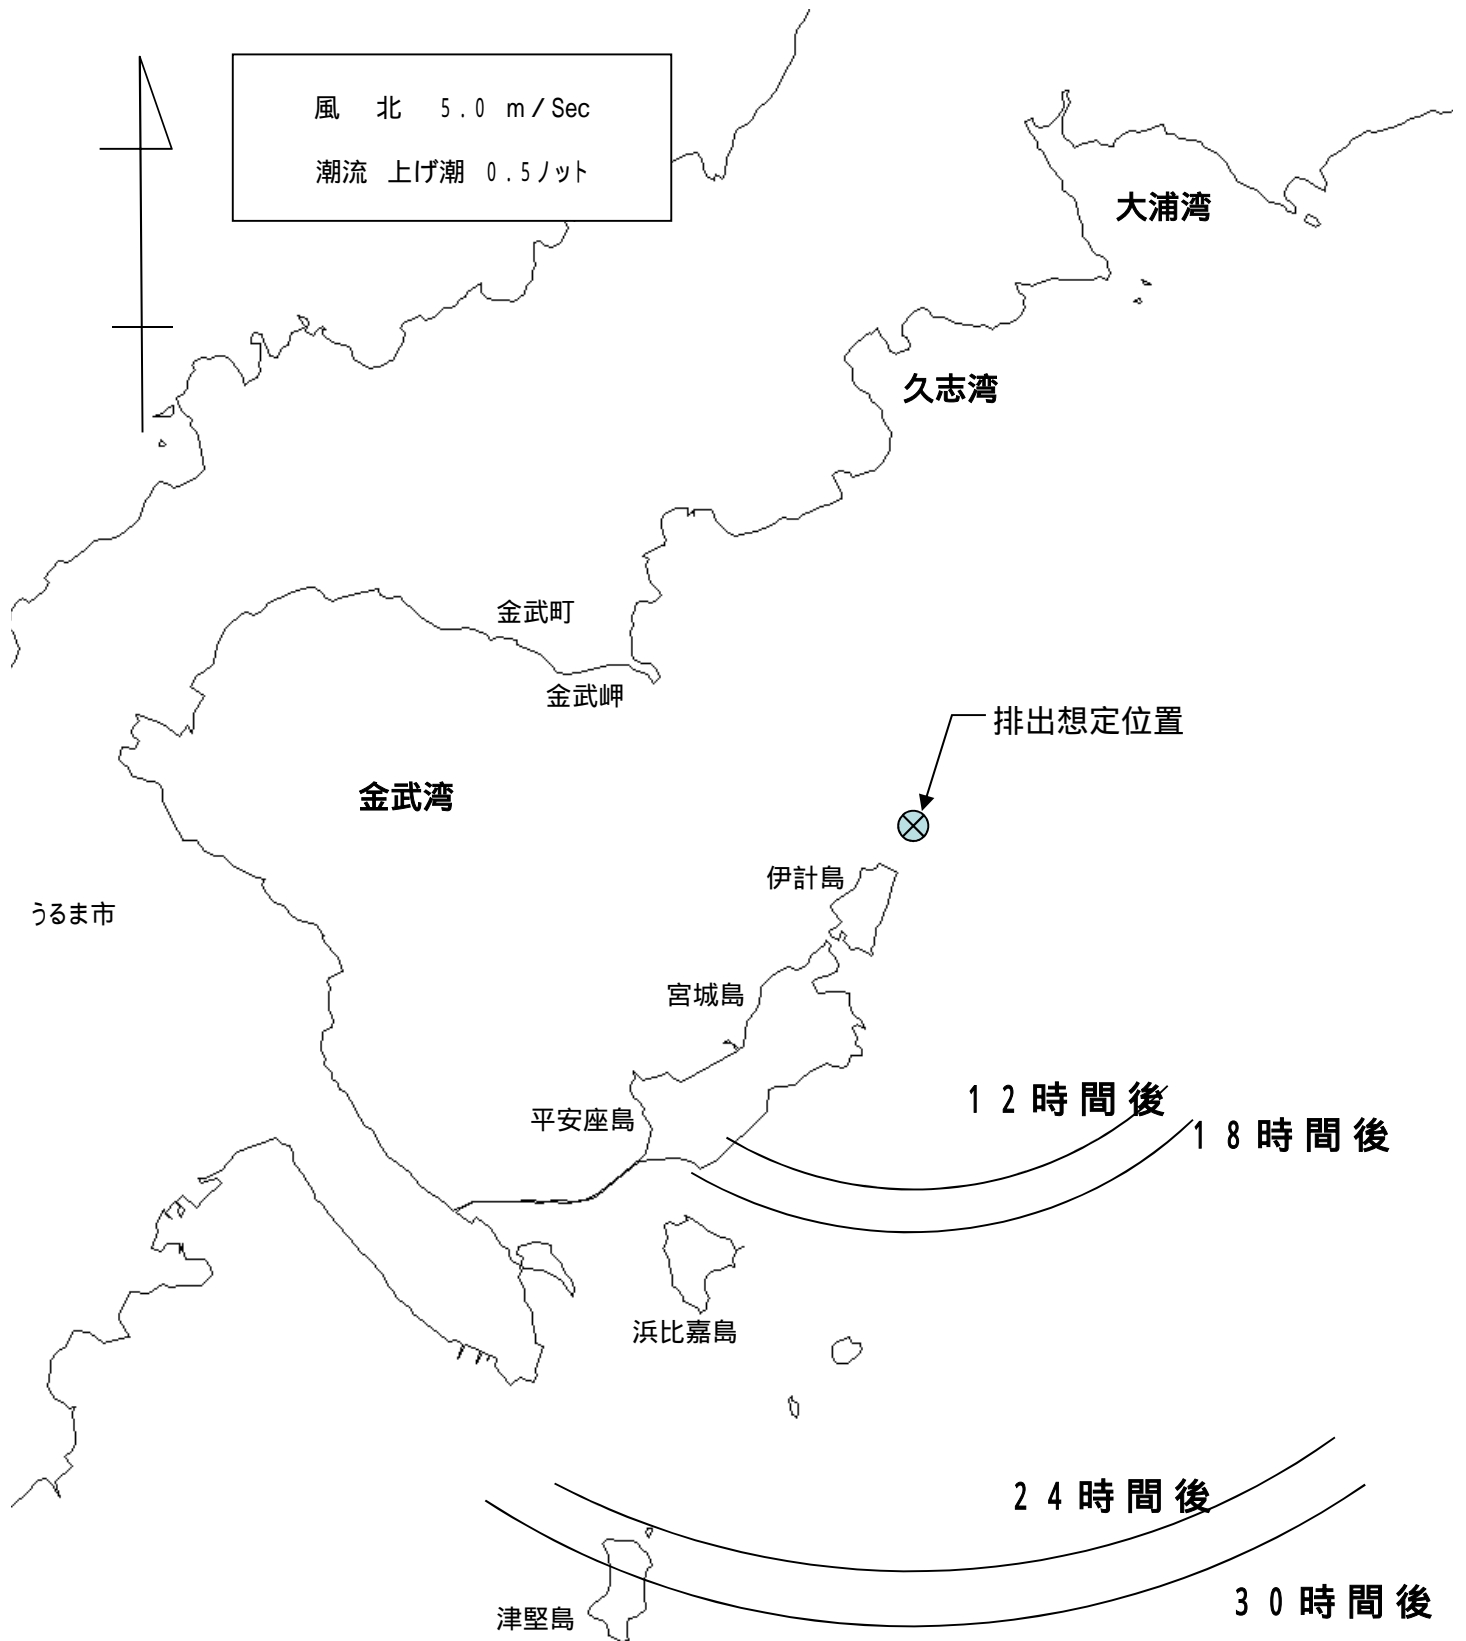 風 北 5.0 m/Sec
潮流 上げ潮 0.5ノット
大浦湾
久志湾
金武町
金武岬
排出想定位置
金武湾
伊計島
うるま市
宮城島
12時間後
平安座島
18時間後
浜比嘉島
24時間後
30時間後
津堅島